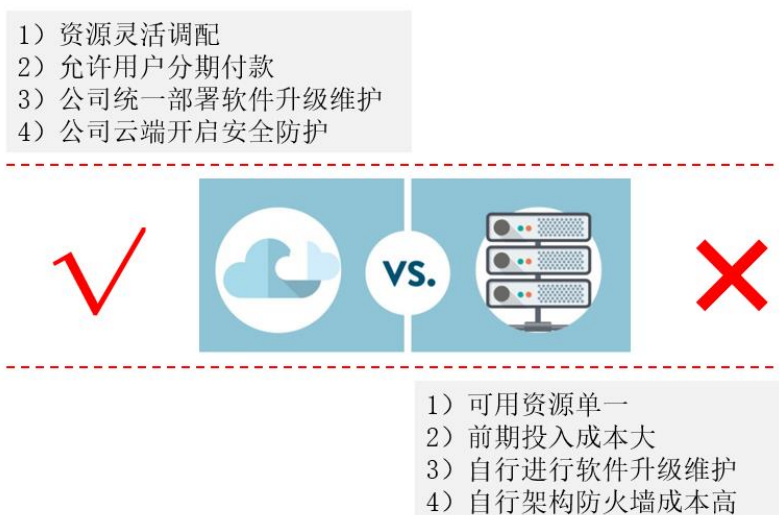 1）资源灵活调配
2）允许用户分期付款
3）公司统一部署软件升级维护
4）公司云端开启安全防护
VS.
1）可用资源单一
2）前期投入成本大
3）自行进行软件升级维护
4）自行架构防火墙成本高